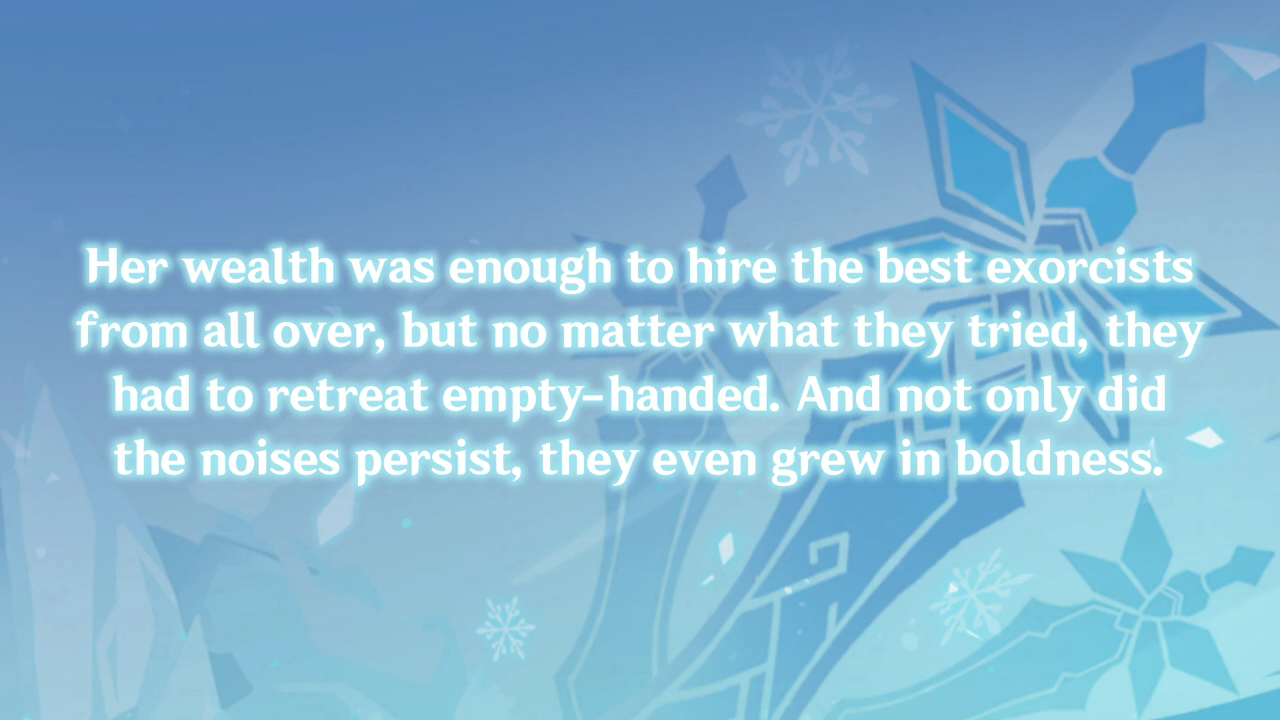 Her wealth was enough to hire the best exorcists
from all over, but no matter what they tried, they
had to retreat empty-handed. And not only did
the noises persist, they even grew in boldness.